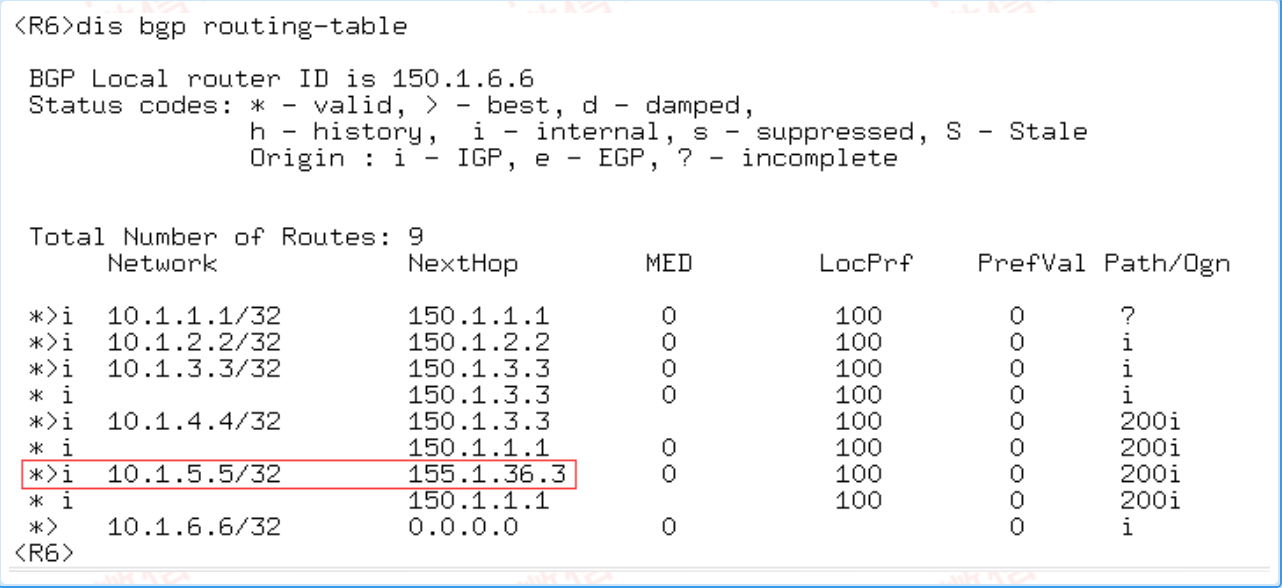 <R6>dis bgp routing-table
BGP Local router ID is 150.1.6.6
Status codes: * - valid, > - best, d - damped,
h - history,  i - internal, s - suppressed, S - Stale
Origin : i - IGP, e - EGP, ? - incomplete
Total Number of Routes: 9
Network NextHop MED LocPrf PrefVal Path/Ogn
*>i 10.1.1.1/32 150.1.1.1 0 100 0 ?
*>i 10.1.2.2/32 150.1.2.2 0 100 0 i
*>i 10.1.3.3/32 150.1.3.3 0 100 0 i
* i 150.1.3.3 0 100 0 i
*>i 10.1.4.4/32 150.1.3.3 100 0 200i
* i 150.1.1.1 0 100 0 200i
*>i 10.1.5.5/32 155.1.36.3 0 100 0 200i
* i 150.1.1.1 100 0 200i
*> 10.1.6.6/32 0.0.0.0 0 0 i
<R6>